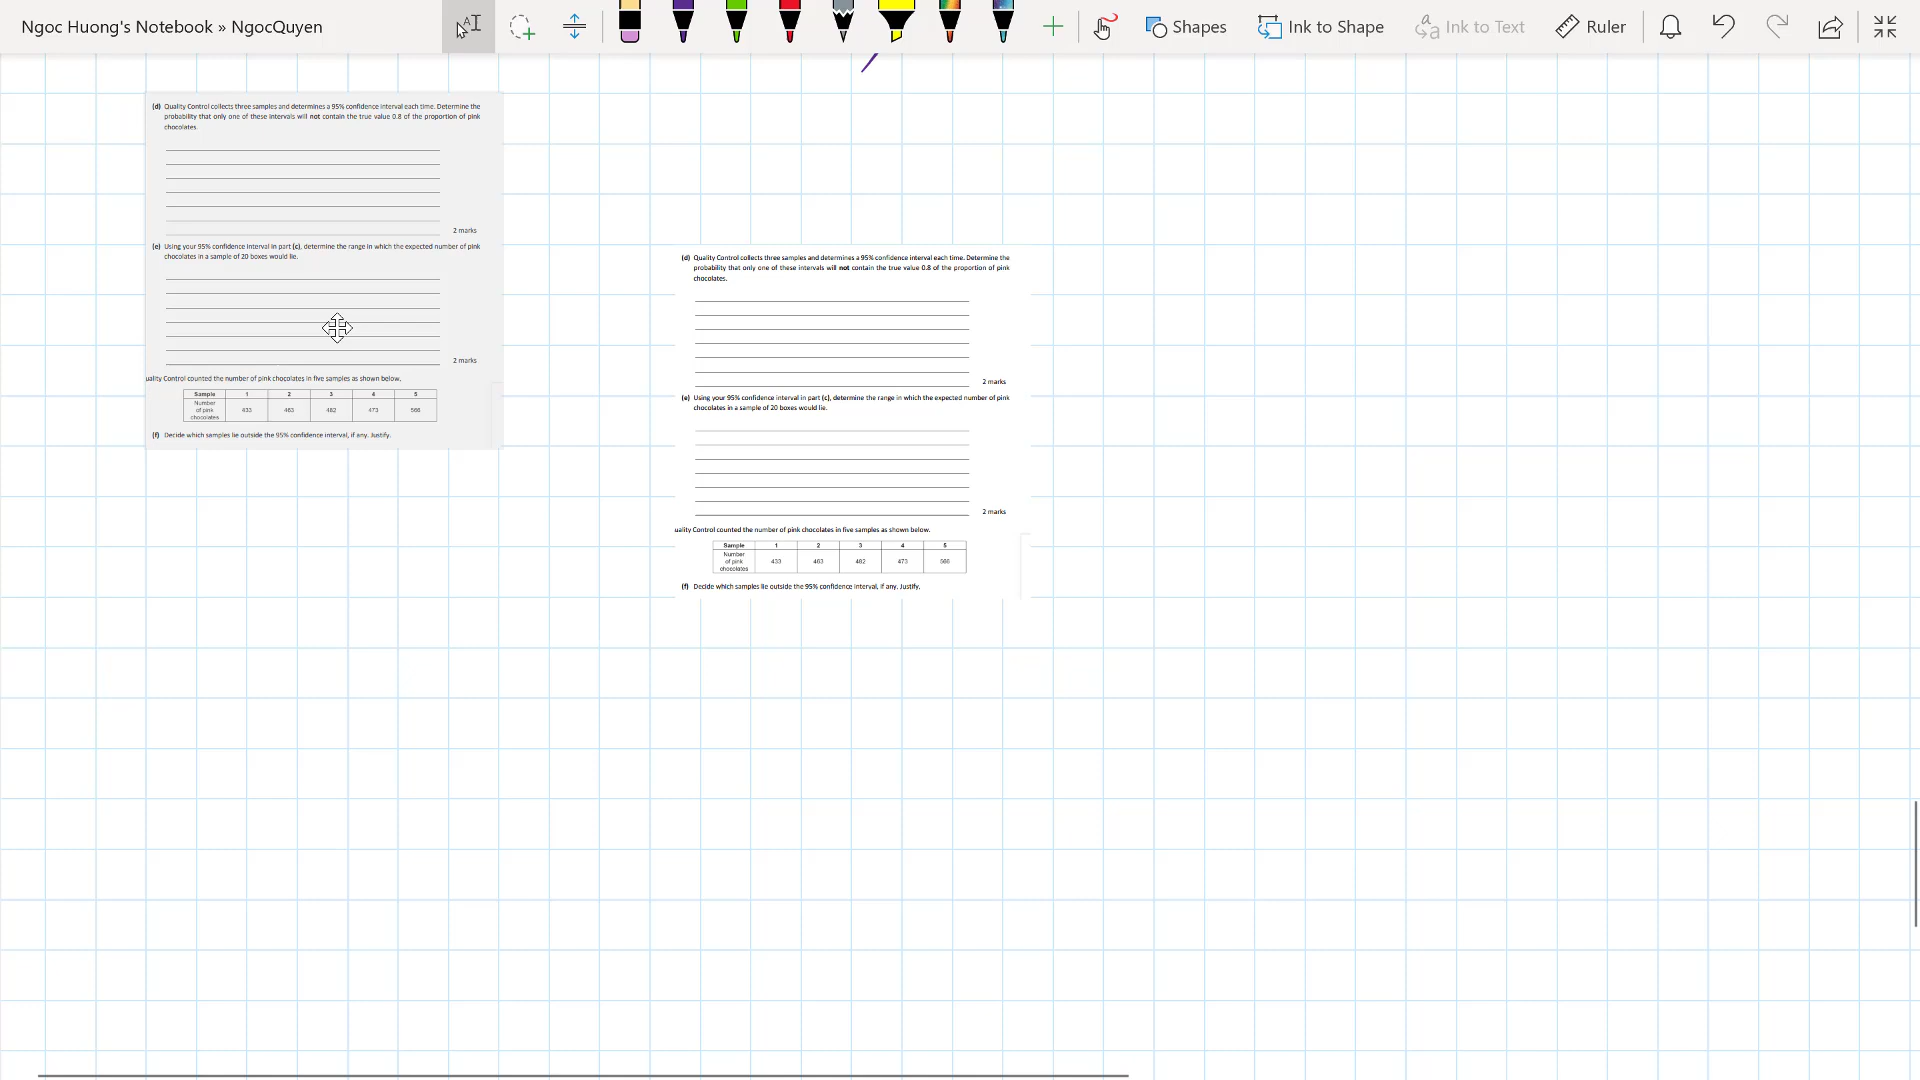 Ngoc Huong's Notebook » NgocQuyen
Shapes
Ink to Shape
Ink to Text
Ruler
(d) Quality Control collects three samples and determines a 95% confidence interval each time. Determine the
probability that only one of these intervals will not contain the true value 0.8 of the proportion of pink
chocolates.
2 marks
(e) Using your 95% confidence interval in part (c), determine the range in which the expected number of pink
chocolates in a sample of 20 boxes would lie.
2 marks
uality Control counted the number of pink chocolates in five samples as shown below.
Sample 1 2 3 4 5
Number
of pink
chocolates
433 463 482 473 566
(f) Decide which samples lie outside the 95% confidence interval, if any. Justify.
(d) Quality Control collects three samples and determines a 95% confidence interval each time. Determine the
probability that only one of these intervals will not contain the true value 0.8 of the proportion of pink
chocolates.
2 marks
(e) Using your 95% confidence interval in part (c), determine the range in which the expected number of pink
chocolates in a sample of 20 boxes would lie.
2 marks
uality Control counted the number of pink chocolates in five samples as shown below.
Sample 1 2 3 4 5
Number
of pink
chocolates
433 463 482 473 566
(f) Decide which samples lie outside the 95% confidence interval, if any. Justify.